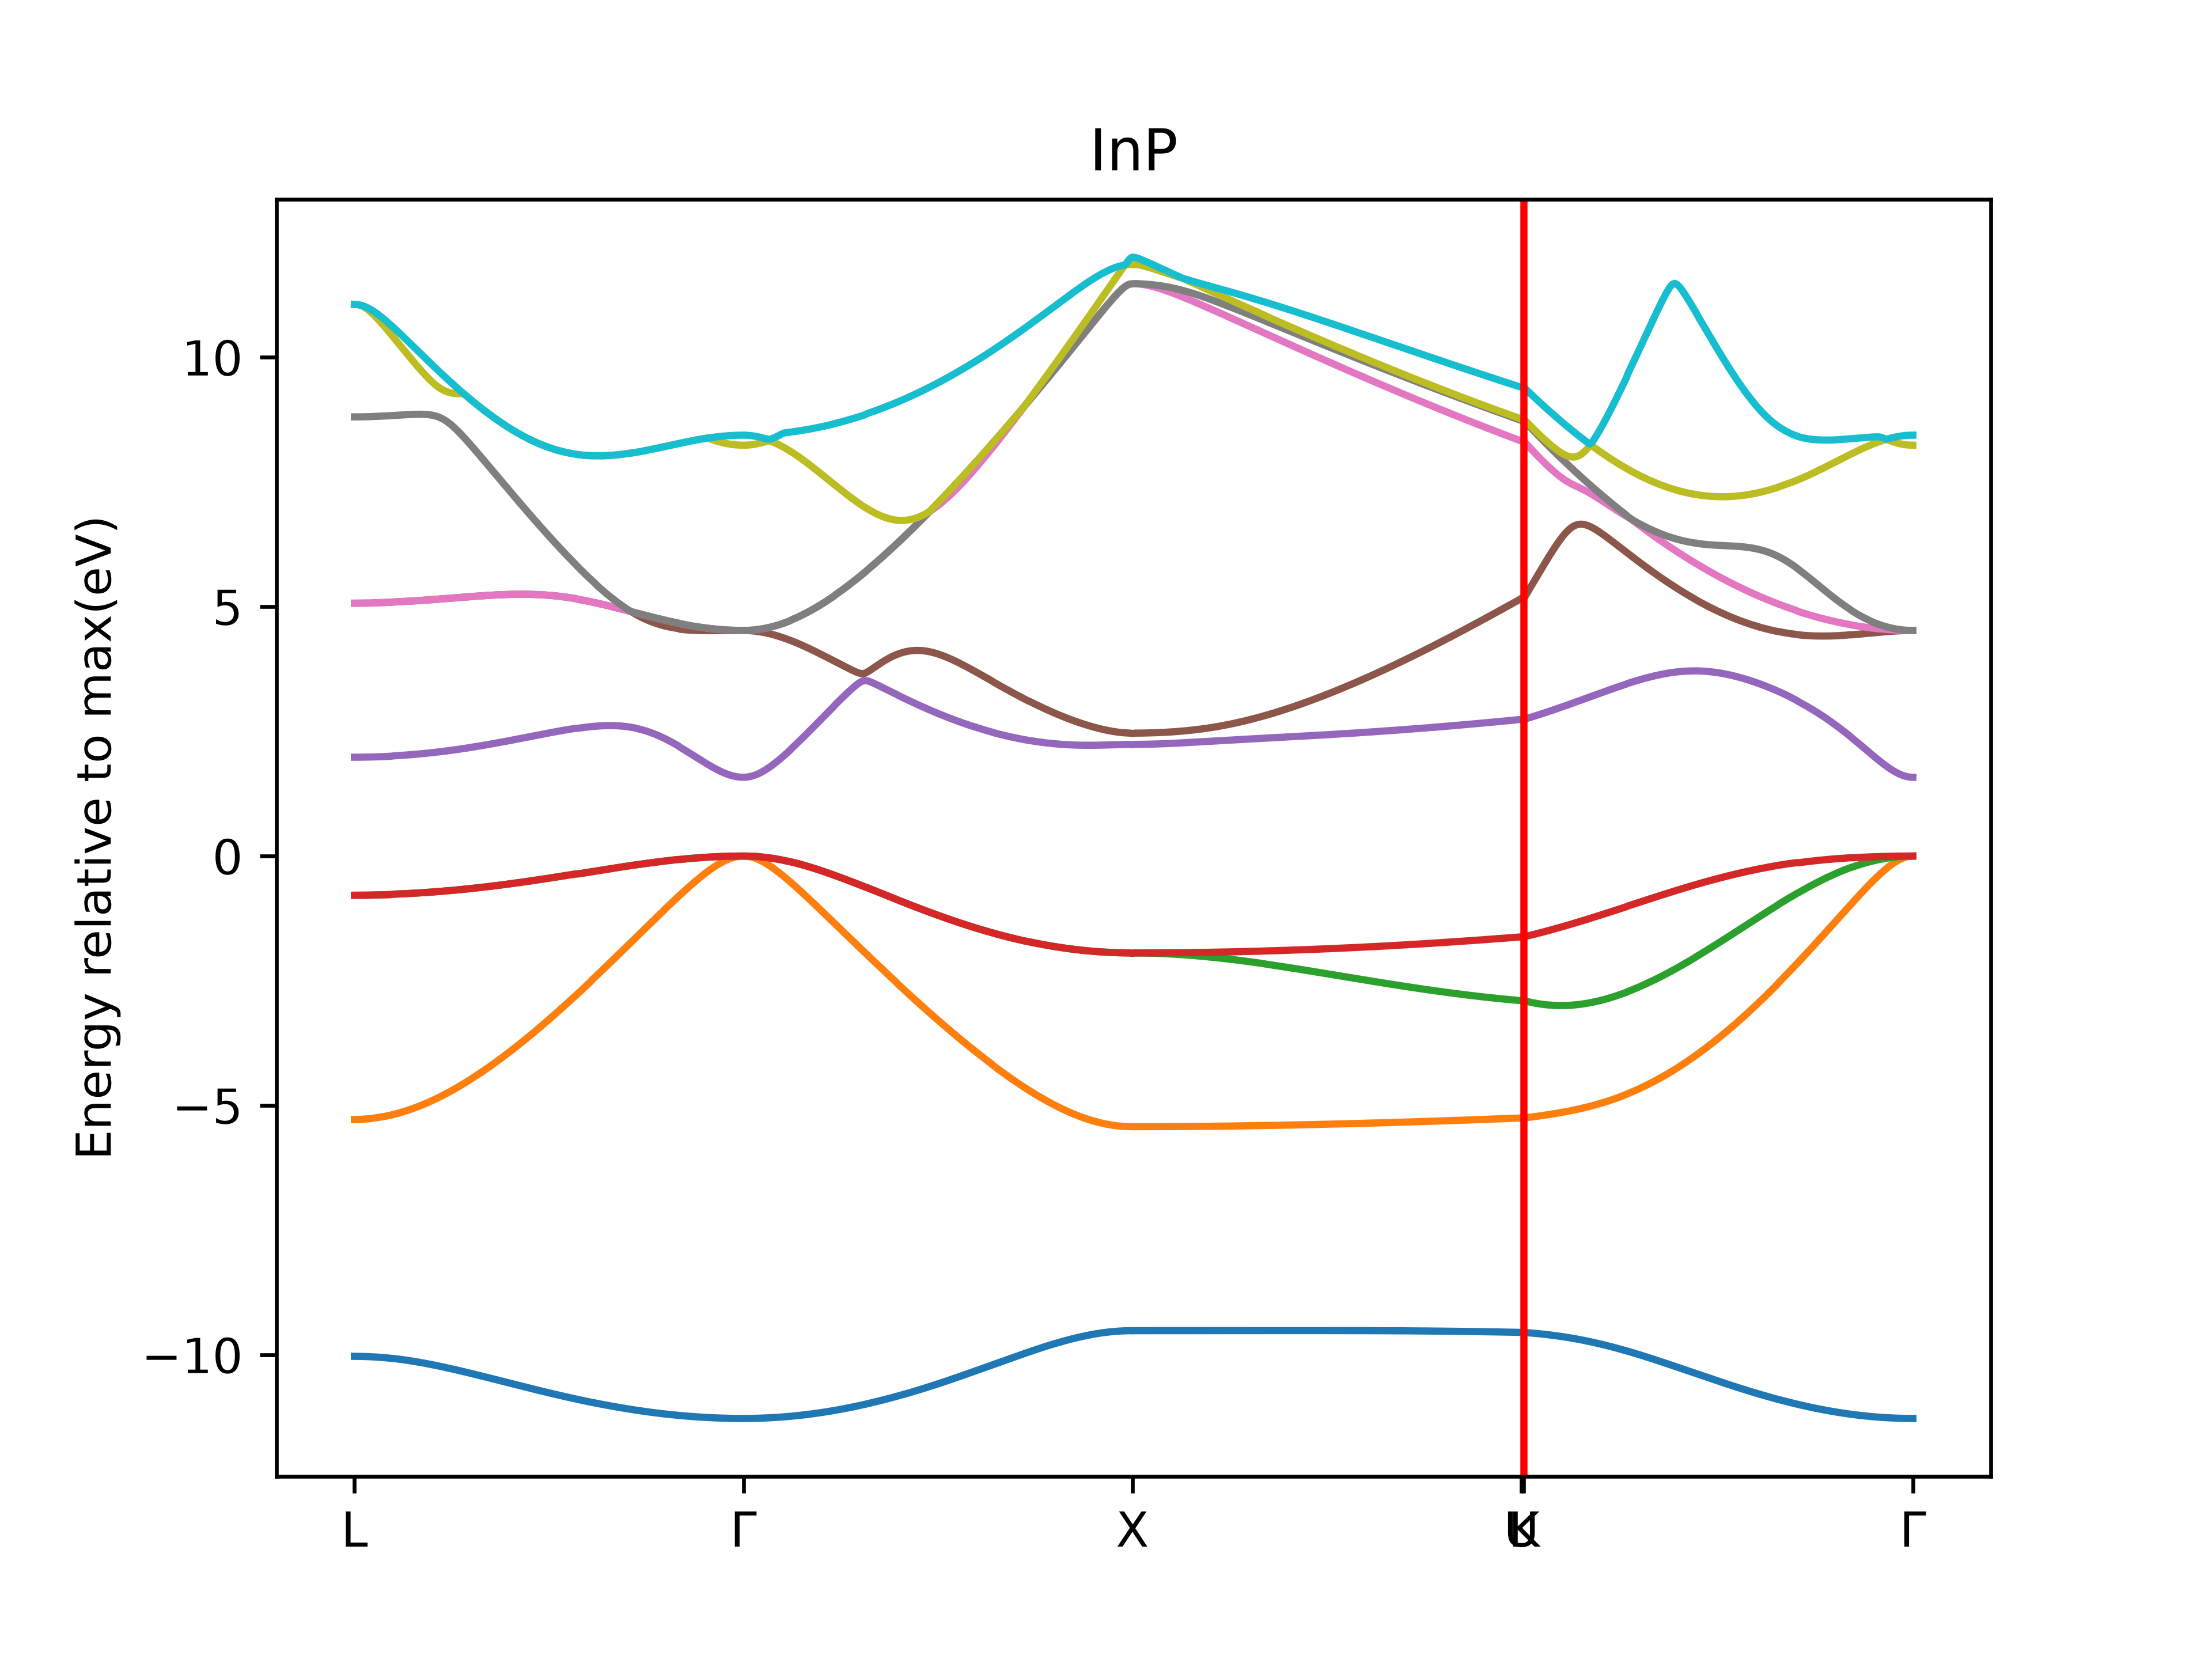 InP
Energy relative to max(eV)
10
5
0
−5
−10
L Γ X U K Γ